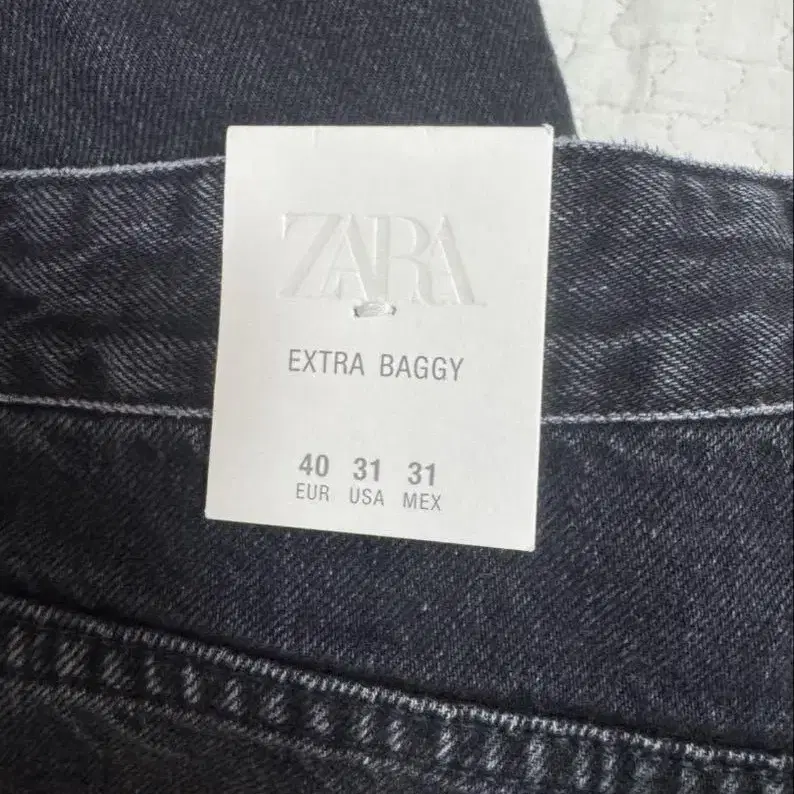 ZARA
EXTRA BAGGY
40 31 31
EUR USA MEX